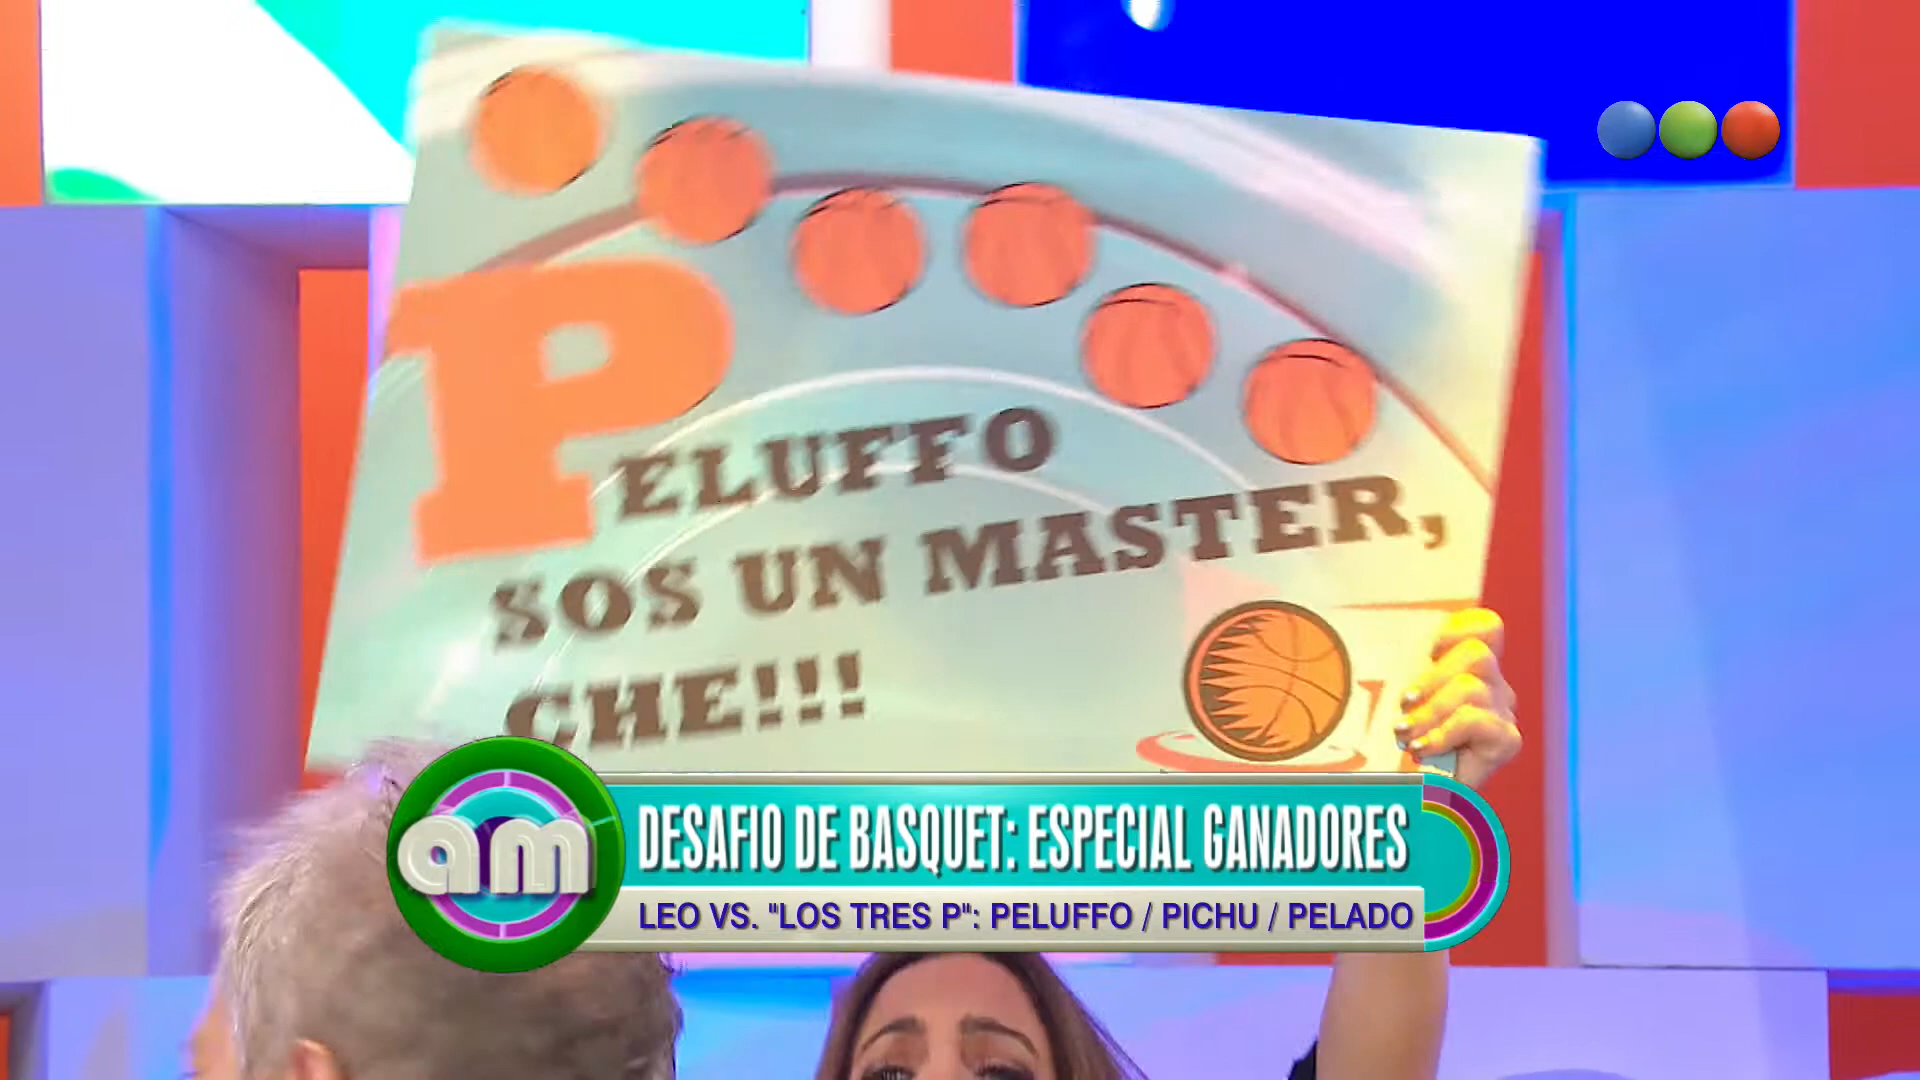 PELUFFO
SOS UN MASTER,
CHE!!!
am
DESAFIO DE BASQUET: ESPECIAL GANADORES
LEO VS. "LOS TRES P": PELUFFO / PICHU / PELADO